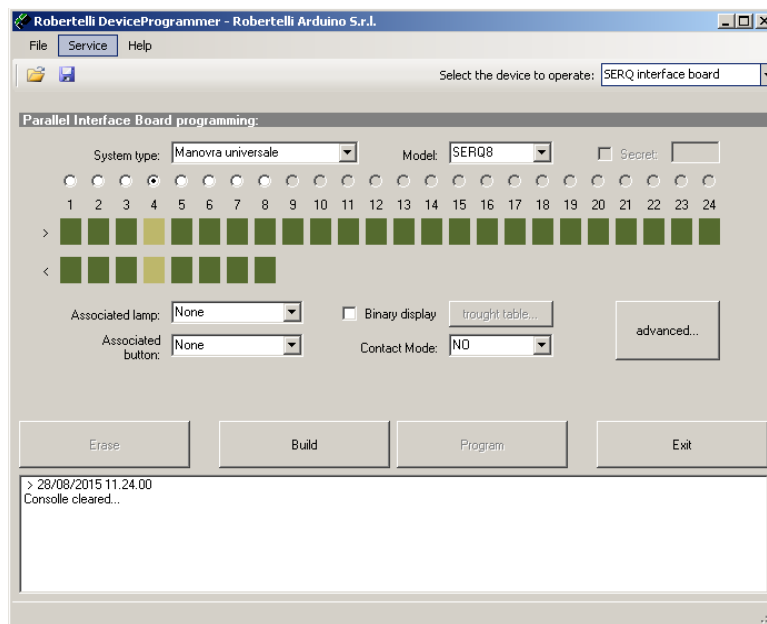 Robertelli DeviceProgrammer - Robertelli Arduino S.r.l.
File Service Help
Select the device to operate: SERQ interface board
Parallel Interface Board programming:
System type: Manovra universale Model: SERQ8 Secret:
1 2 3 4 5 6 7 8 9 10 11 12 13 14 15 16 17 18 19 20 21 22 23 24
>
<
Associated lamp: None Binary display trought table...
advanced...
Associated button: None Contact Mode: NO
Erase Build Program Exit
> 28/08/2015 11.24.00
Consolle cleared...